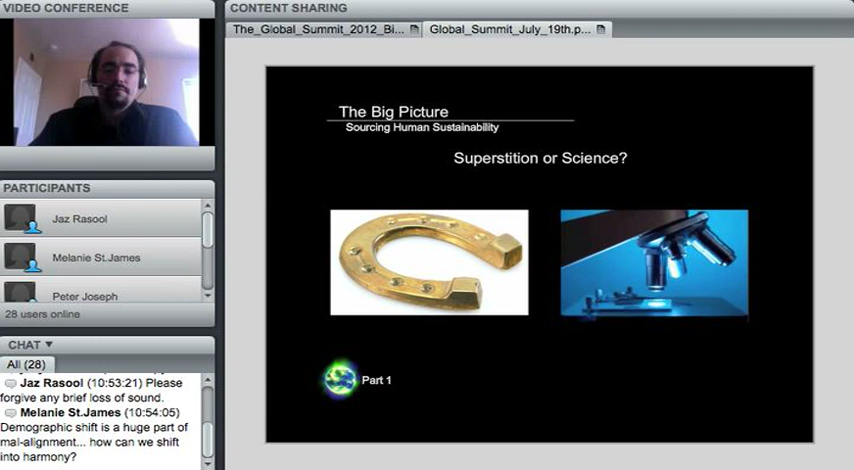 VIDEO CONFERENCE
CONTENT SHARING
The_Global_Summit_2012_Bi...
Global_Summit_July_19th.p...
The Big Picture
Sourcing Human Sustainability
Superstition or Science?
Part 1
PARTICIPANTS
Jaz Rasool
Melanie St.James
Peter Joseph
28 users online
CHAT
All (28)
Jaz Rasool (10:53:21) Please
forgive any brief loss of sound.
Melanie St.James (10:54:05)
Demographic shift is a huge part of
mal-alignment... how can we shift
into harmony?